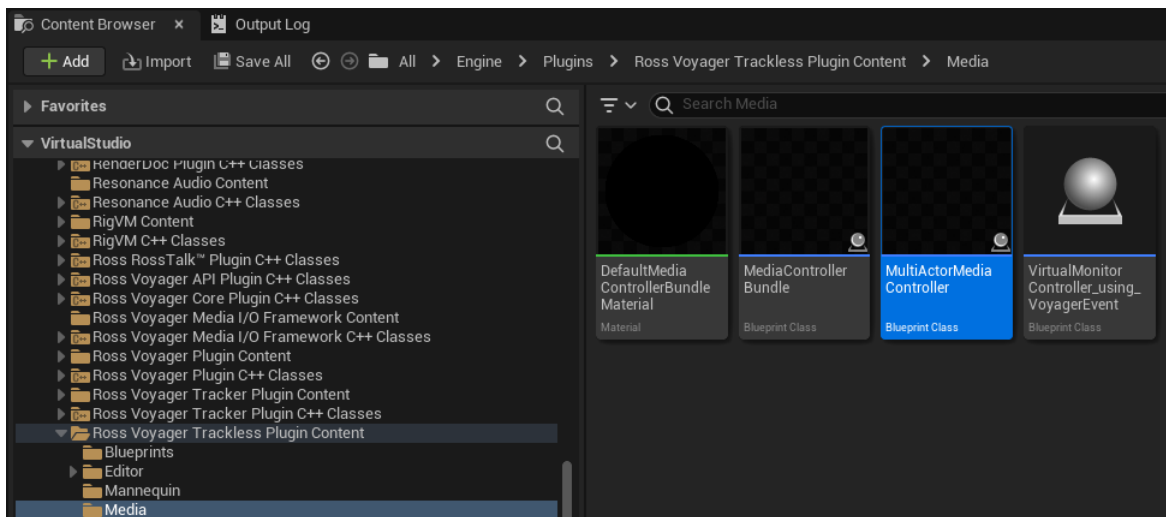 Content Browser
Output Log
Add
Import
Save All
All > Engine > Plugins > Ross Voyager Trackless Plugin Content > Media
Favorites
VirtualStudio
RenderDoc Plugin C++ Classes
Resonance Audio Content
Resonance Audio C++ Classes
RigVM Content
RigVM C++ Classes
Ross RossTalk™ Plugin C++ Classes
Ross Voyager API Plugin C++ Classes
Ross Voyager Core Plugin C++ Classes
Ross Voyager Media I/O Framework Content
Ross Voyager Media I/O Framework C++ Classes
Ross Voyager Plugin Content
Ross Voyager Plugin C++ Classes
Ross Voyager Tracker Plugin Content
Ross Voyager Tracker Plugin C++ Classes
Ross Voyager Trackless Plugin Content
Blueprints
Editor
Mannequin
Media
Search Media
DefaultMedia
ControllerBundle
Material
Material
MediaController
Bundle
Blueprint Class
MultiActorMedia
Controller
Blueprint Class
VirtualMonitor
Controller_using_
VoyagerEvent
Blueprint Class